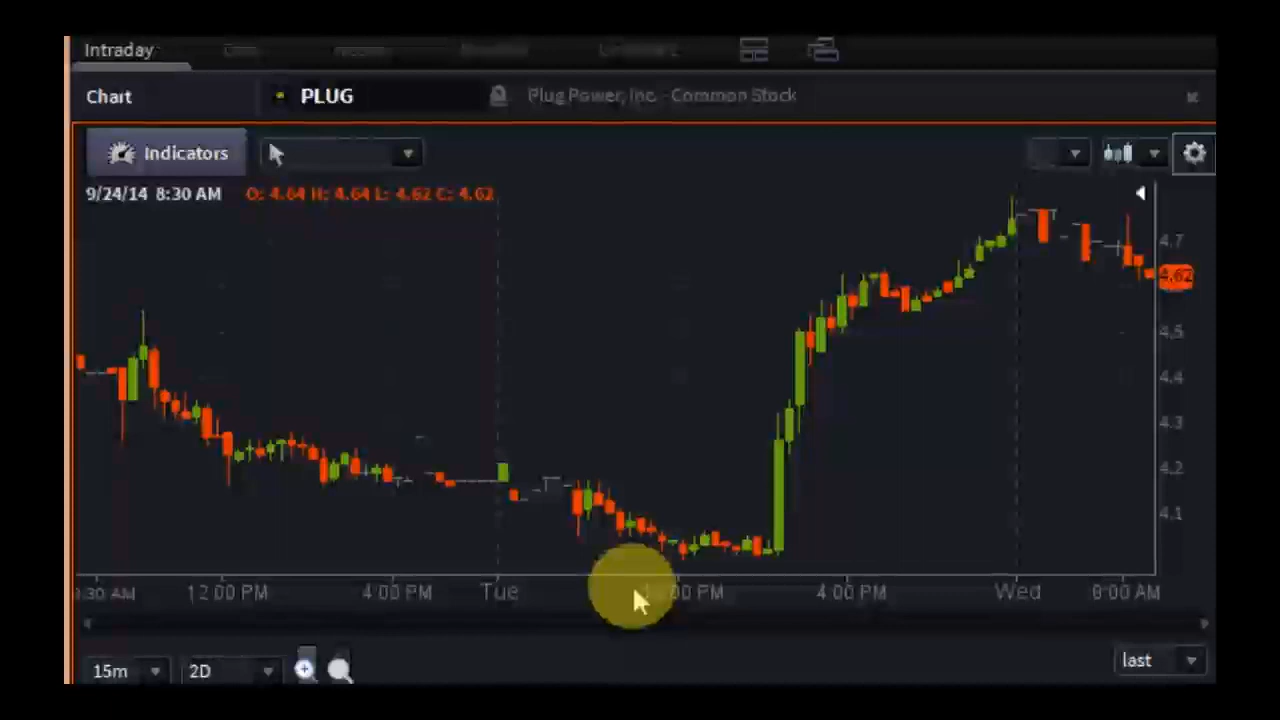 Intraday
Chart PLUG Plug Power, Inc. - Common Stock
Indicators
9/24/14 8:30 AM O: 4.64 H: 4.64 L: 4.62 C: 4.62
4.7
4.62
4.5
4.4
4.3
4.2
4.1
12:00 PM 4:00 PM Tue 4:00 PM Wed 8:00 AM
15m 2D last